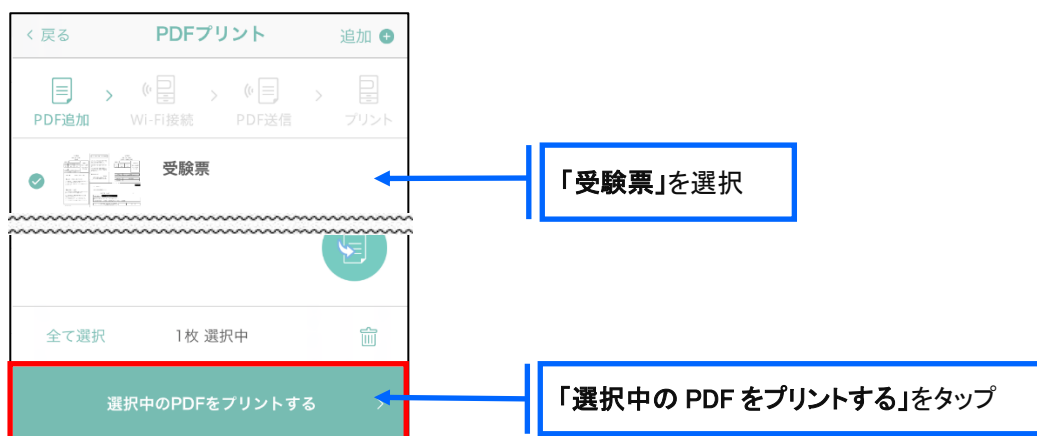 < 戻る PDFプリント 追加
PDF追加 Wi-Fi接続 PDF送信 プリント
受験票
「受験票」を選択
全て選択 1枚 選択中
選択中のPDFをプリントする >
「選択中の PDF をプリントする」をタップ